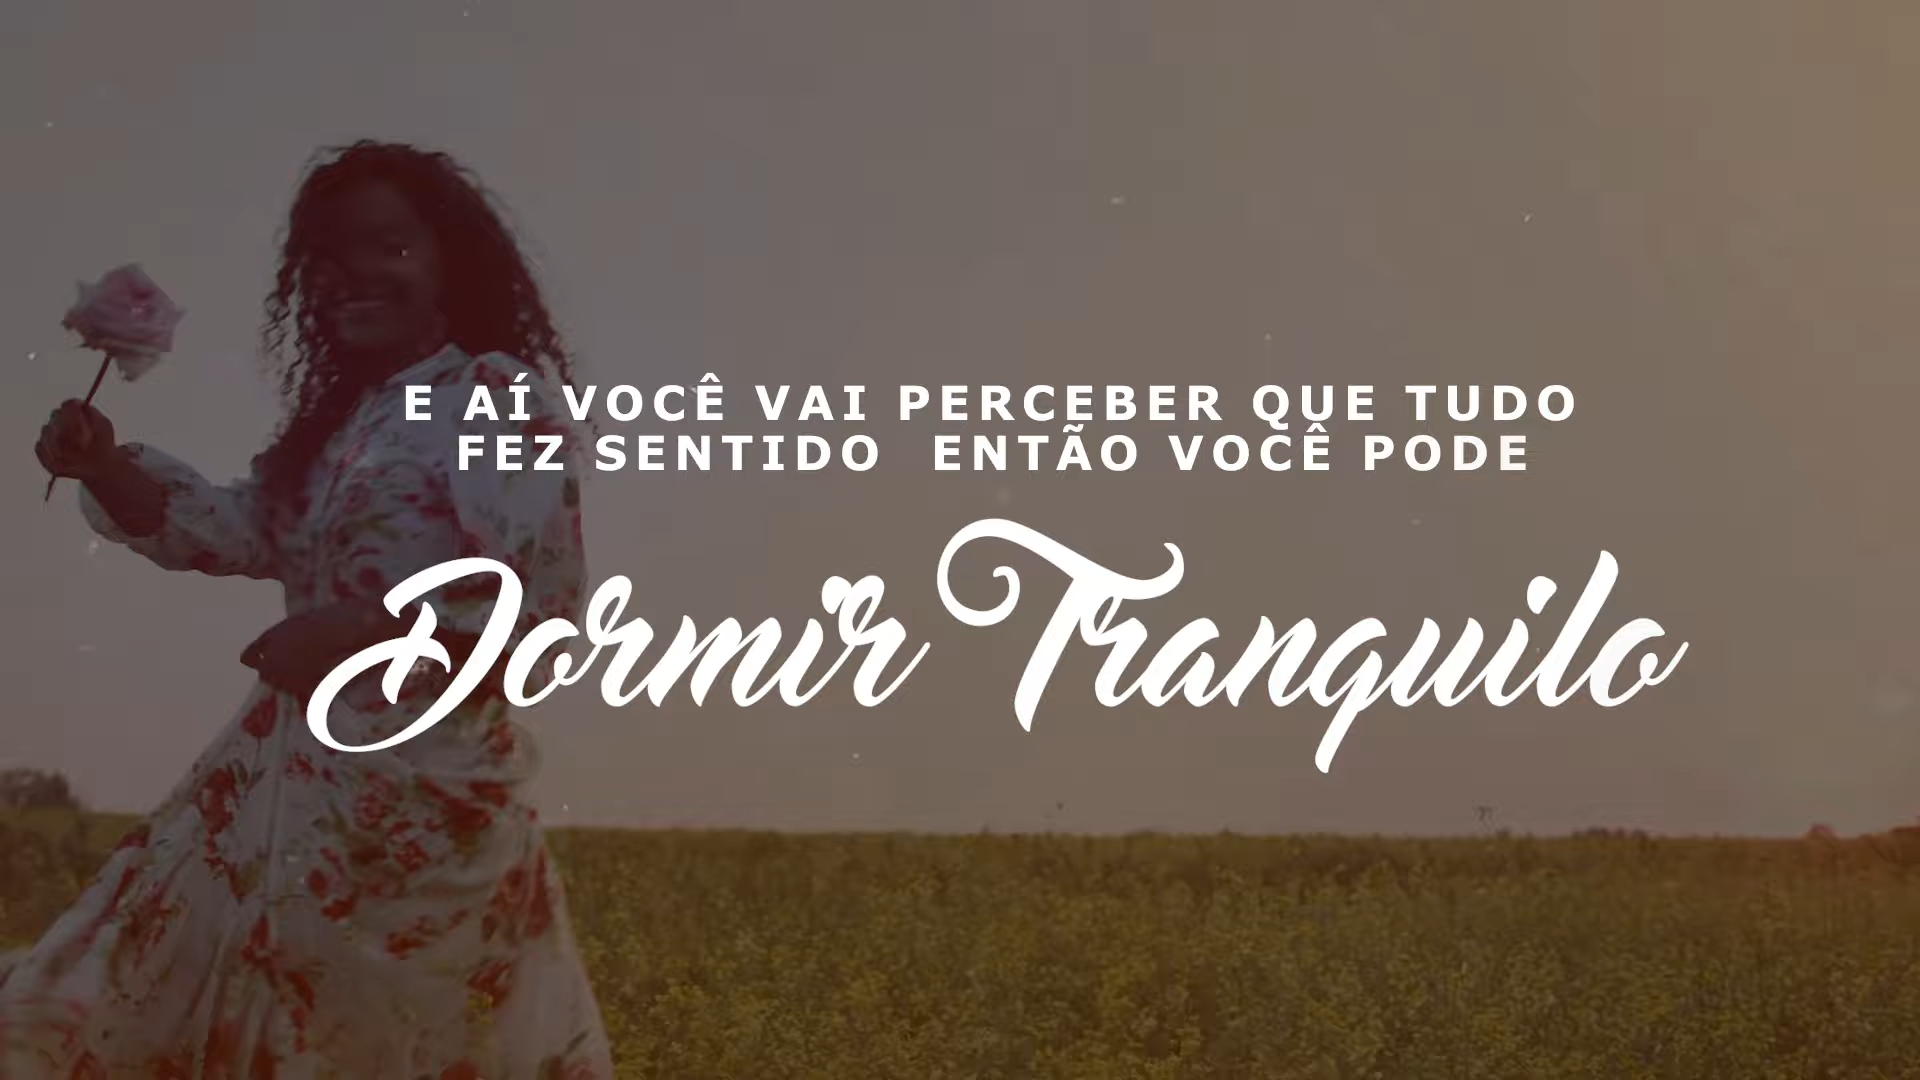 E AÍ VOCÊ VAI PERCEBER QUE TUDO
FEZ SENTIDO ENTÃO VOCÊ PODE
Dormir Tranquilo